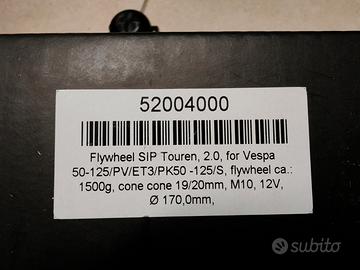 52004000
Flywheel SIP Touren, 2.0, for Vespa
50-125/PV/ET3/PK50 -125/S, flywheel ca.:
1500g, cone cone 19/20mm, M10, 12V,
Ø 170,0mm,
subito